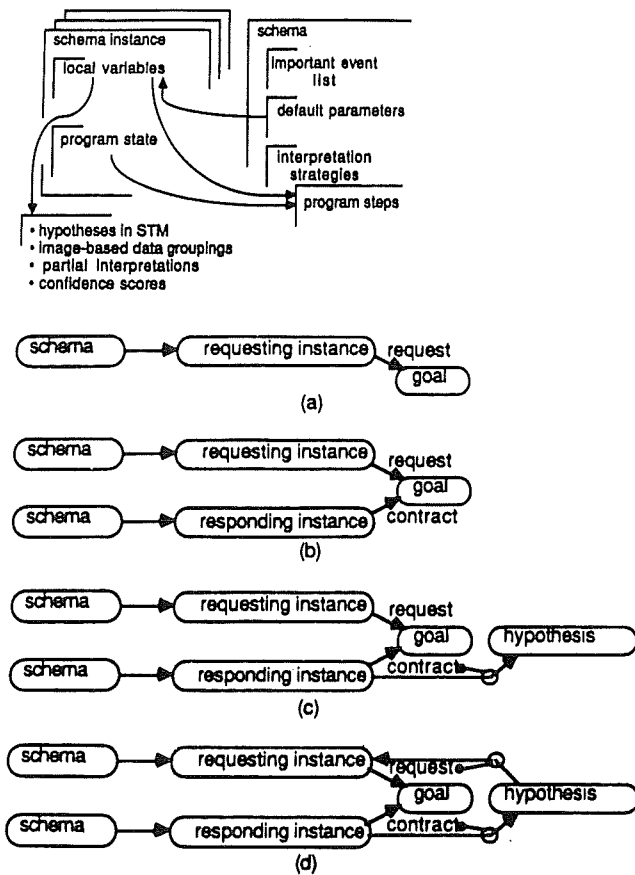 schema instance
local variables
program state
schema
important event
list
default parameters
interpretation
strategies
program steps
• hypotheses in STM
• image-based data groupings
• partial interpretations
• confidence scores
schema
requesting instance
request
goal
(a)
schema
requesting instance
request
goal
schema
responding instance
contract
(b)
schema
requesting instance
request
goal
hypothesis
schema
responding instance
contract
(c)
schema
requesting instance
request
goal
hypothesis
schema
responding instance
contract
(d)